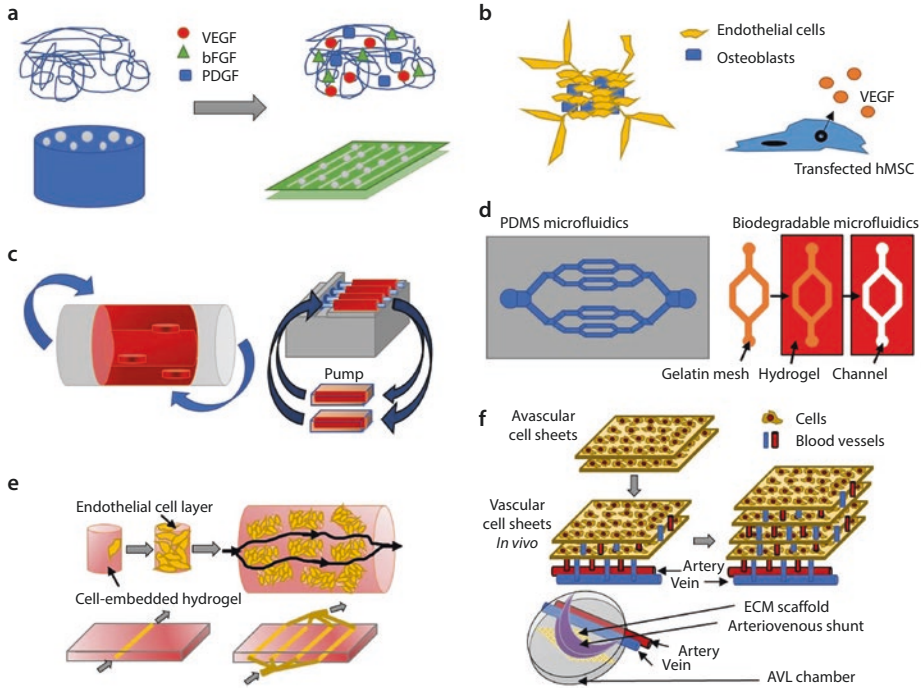 a
VEGF
bFGF
PDGF
b
Endothelial cells
Osteoblasts
VEGF
Transfected hMSC
c
Pump
d
PDMS microfluidics
Biodegradable microfluidics
Gelatin mesh
Hydrogel
Channel
e
Endothelial cell layer
Cell-embedded hydrogel
f
Avascular
cell sheets
Cells
Blood vessels
Vascular
cell sheets
In vivo
Artery
Vein
ECM scaffold
Arteriovenous shunt
Artery
Vein
AVL chamber